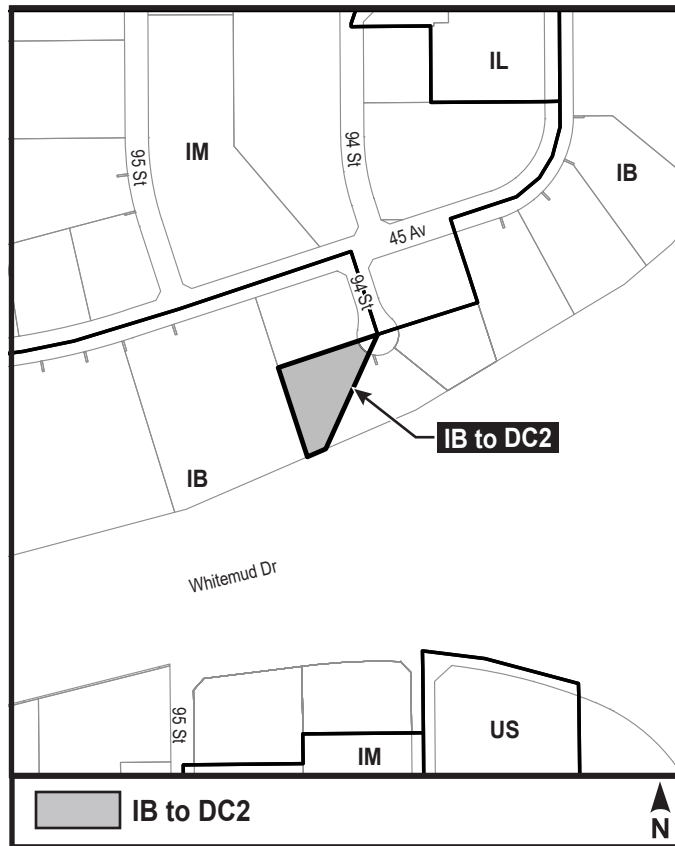 IL
IM
95 St
94 St
IB
45 Av
94 St
IB to DC2
IB
Whitemud Dr
95 St
US
IM
IB to DC2
N